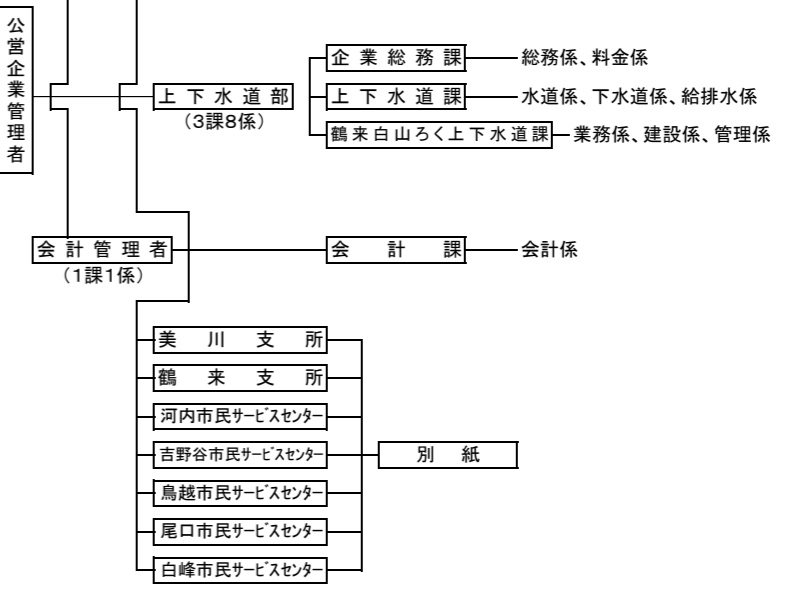 公営企業管理者
上下水道部
（3課8係）
企業総務課
総務係、料金係
上下水道課
水道係、下水道係、給排水係
鶴来白山ろく上下水道課
業務係、建設係、管理係
会計管理者
（1課1係）
会計課
会計係
美川支所
鶴来支所
河内市民ｻｰﾋﾞｽｾﾝﾀｰ
吉野谷市民ｻｰﾋﾞｽｾﾝﾀｰ
鳥越市民ｻｰﾋﾞｽｾﾝﾀｰ
尾口市民ｻｰﾋﾞｽｾﾝﾀｰ
白峰市民ｻｰﾋﾞｽｾﾝﾀｰ
別紙